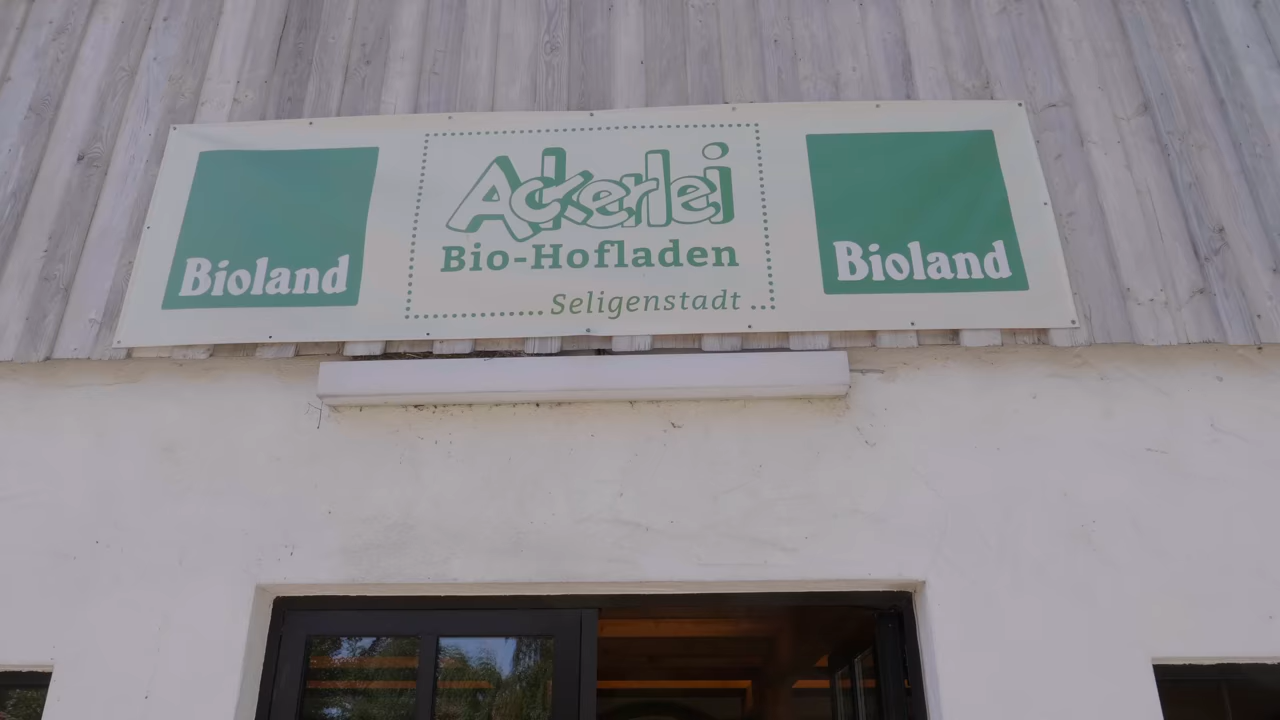 Bioland
Ackerlei
Bio-Hofladen
Seligenstadt
Bioland